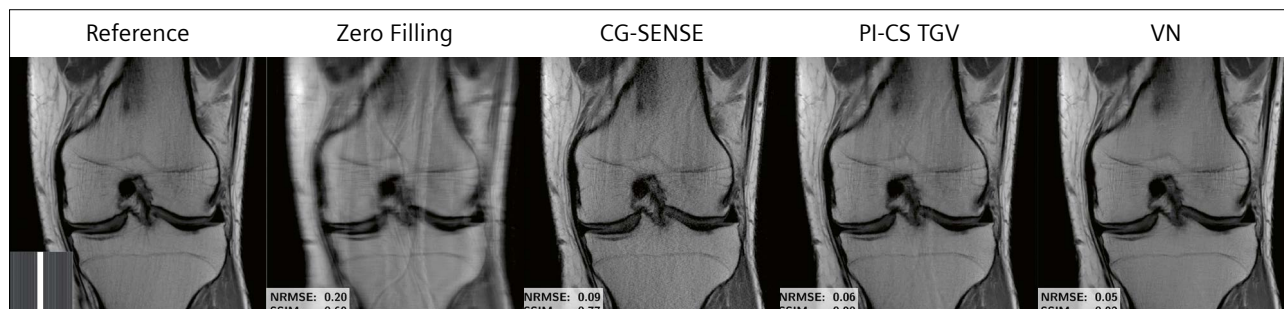 Reference
Zero Filling
CG-SENSE
PI-CS TGV
VN
NRMSE: 0.20
NRMSE: 0.09
NRMSE: 0.06
NRMSE: 0.05